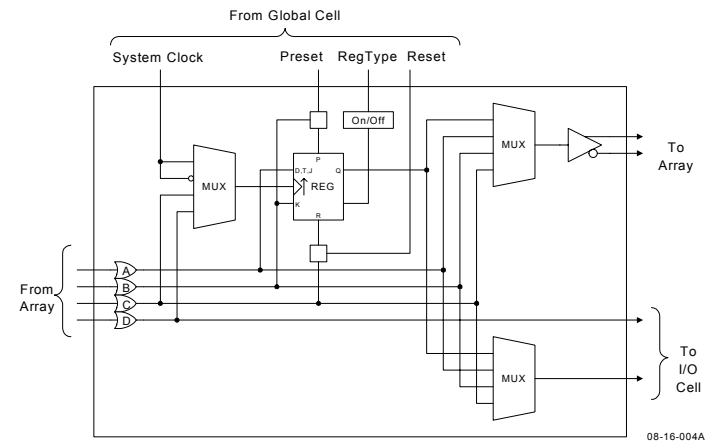 From Global Cell
System Clock
Preset
RegType
Reset
On/Off
MUX
P
D,T,J
Q
REG
K
R
MUX
To
Array
From
Array
A
B
C
D
MUX
To
I/O
Cell
08-16-004A